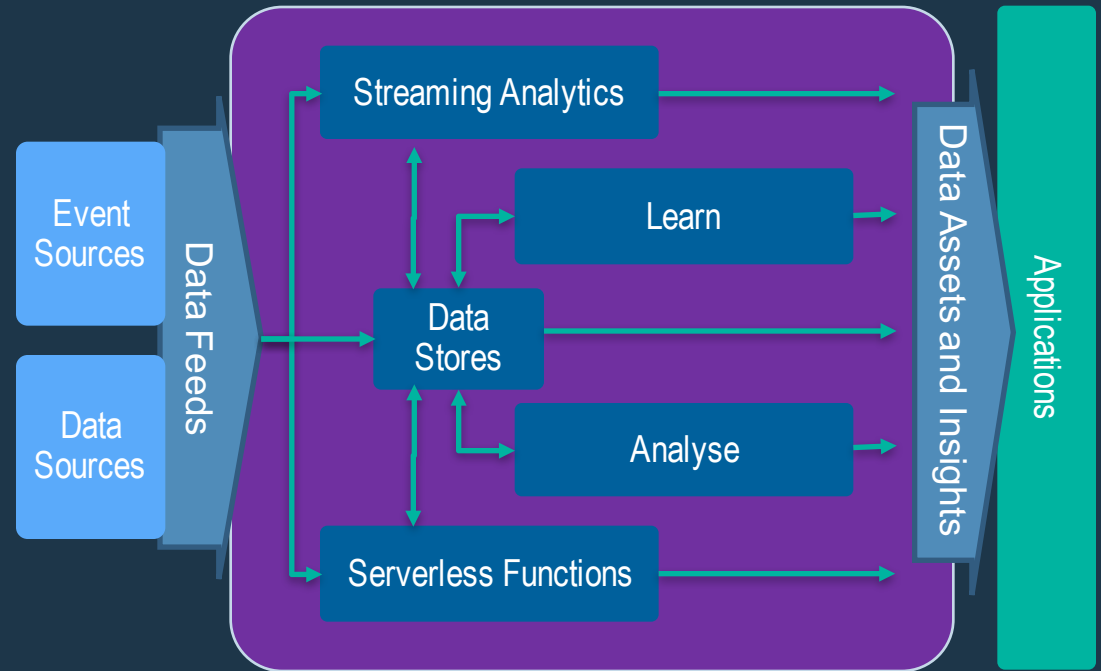 Event
Sources
Data
Sources
Data Feeds
Streaming Analytics
Learn
Data
Stores
Analyse
Serverless Functions
Data Assets and Insights
Applications